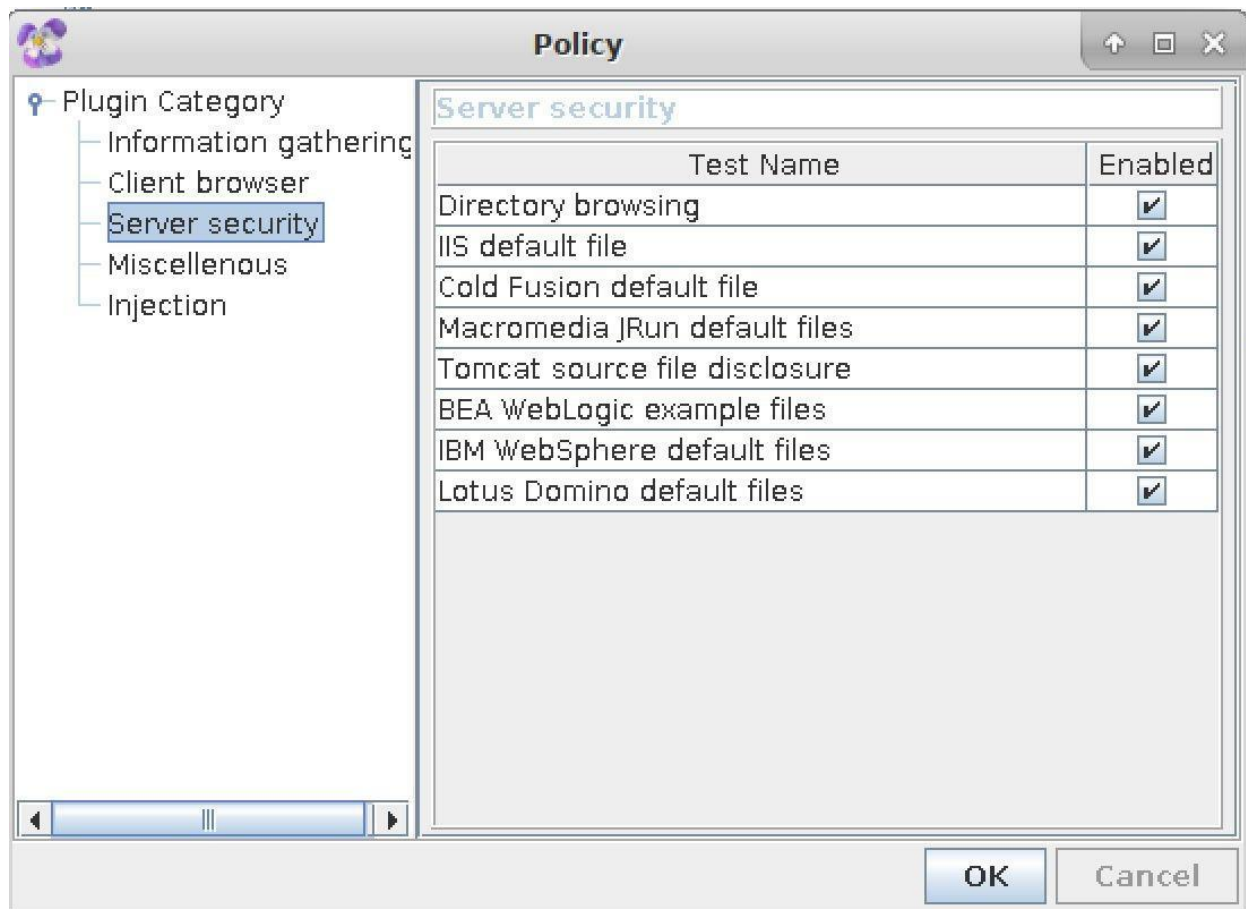 Policy
Plugin Category
Information gathering
Client browser
Server security
Miscellenous
Injection
Server security
Test Name Enabled
Directory browsing
IIS default file
Cold Fusion default file
Macromedia JRun default files
Tomcat source file disclosure
BEA WebLogic example files
IBM WebSphere default files
Lotus Domino default files
OK Cancel